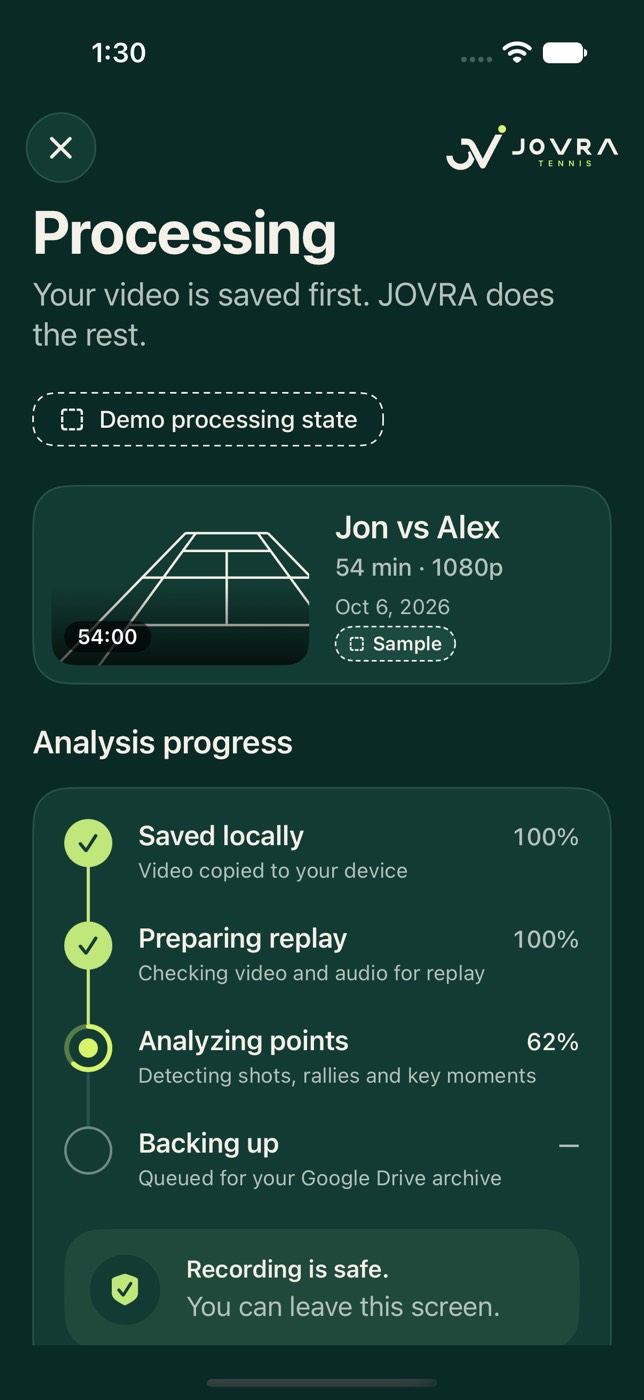 1:30
JOVRA
TENNIS
Processing
Your video is saved first. JOVRA does
the rest.
Demo processing state
Jon vs Alex
54 min · 1080p
Oct 6, 2026
54:00
Sample
Analysis progress
Saved locally 100%
Video copied to your device
Preparing replay 100%
Checking video and audio for replay
Analyzing points 62%
Detecting shots, rallies and key moments
Backing up —
Queued for your Google Drive archive
Recording is safe.
You can leave this screen.